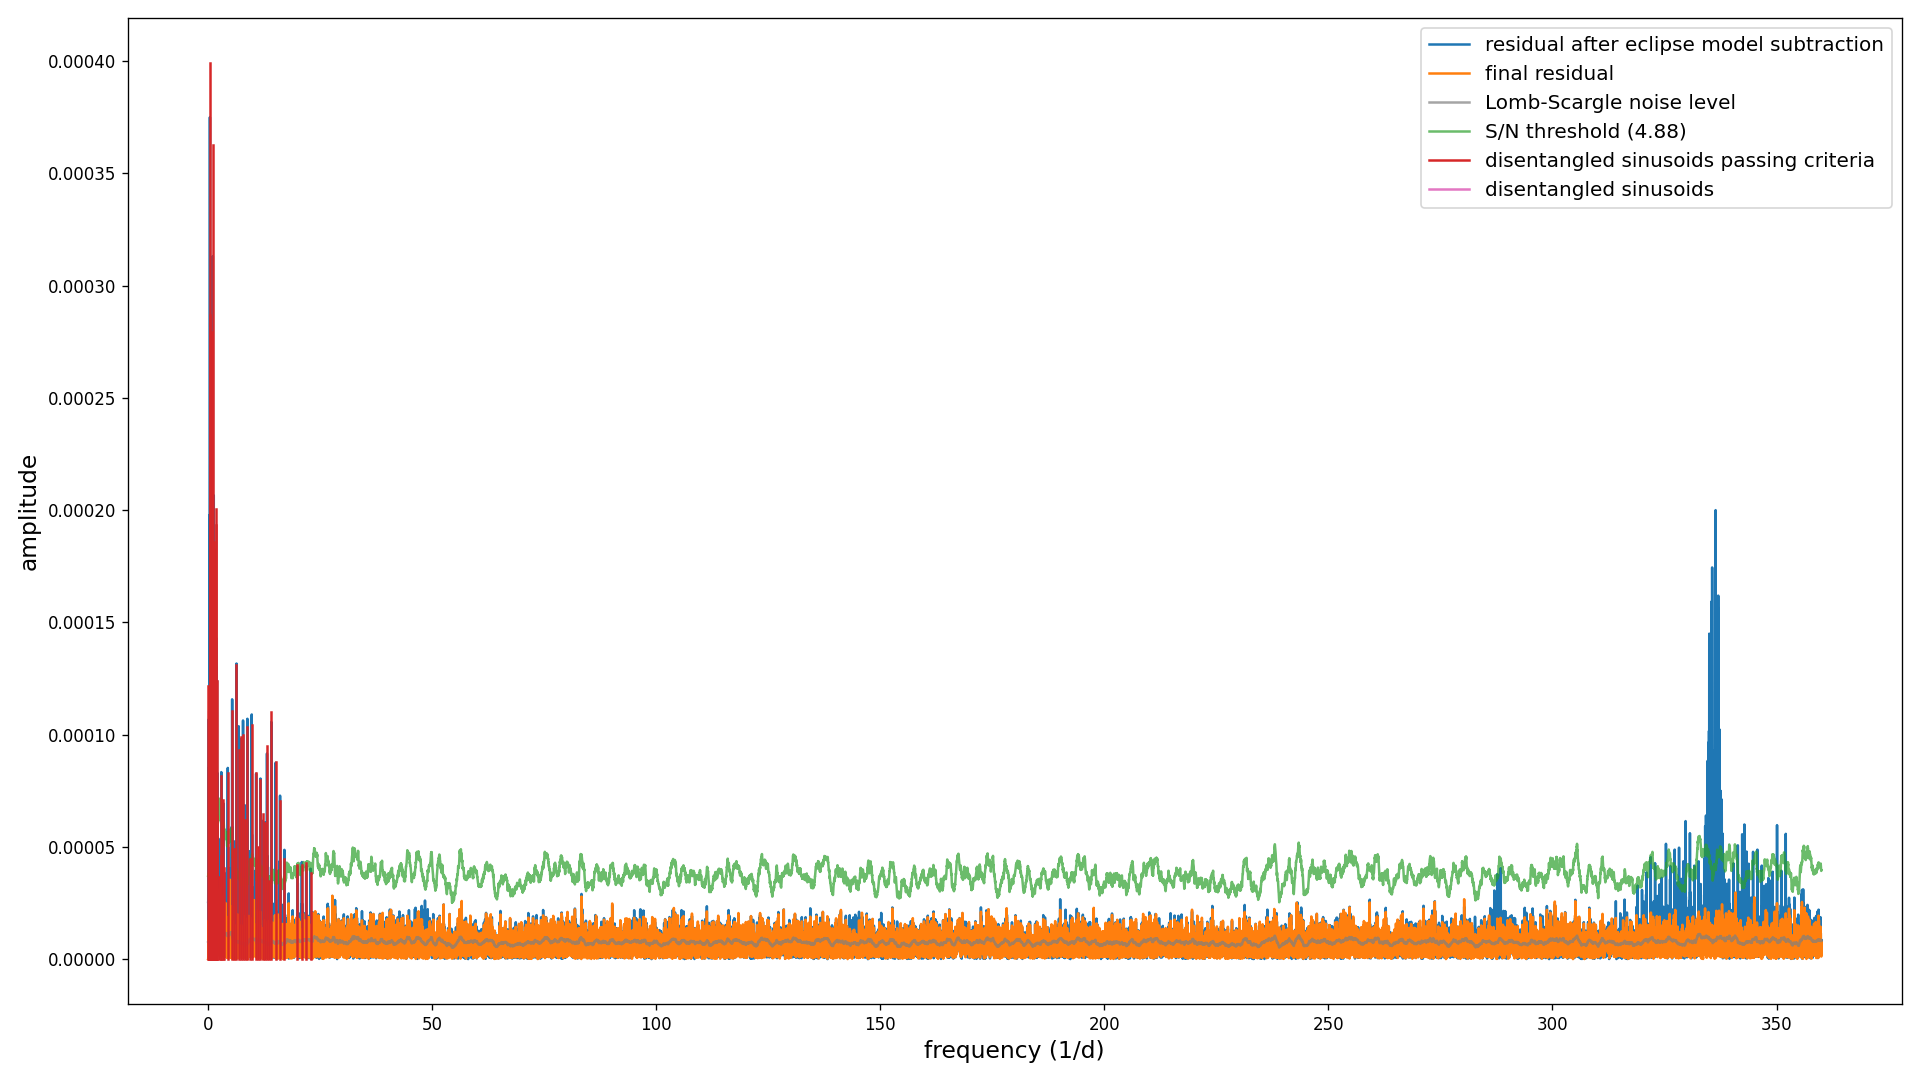 residual after eclipse model subtraction
final residual
Lomb-Scargle noise level
S/N threshold (4.88)
disentangled sinusoids passing criteria
disentangled sinusoids
amplitude
0.00040
0.00035
0.00030
0.00025
0.00020
0.00015
0.00010
0.00005
0.00000
0 50 100 150 200 250 300 350
frequency (1/d)